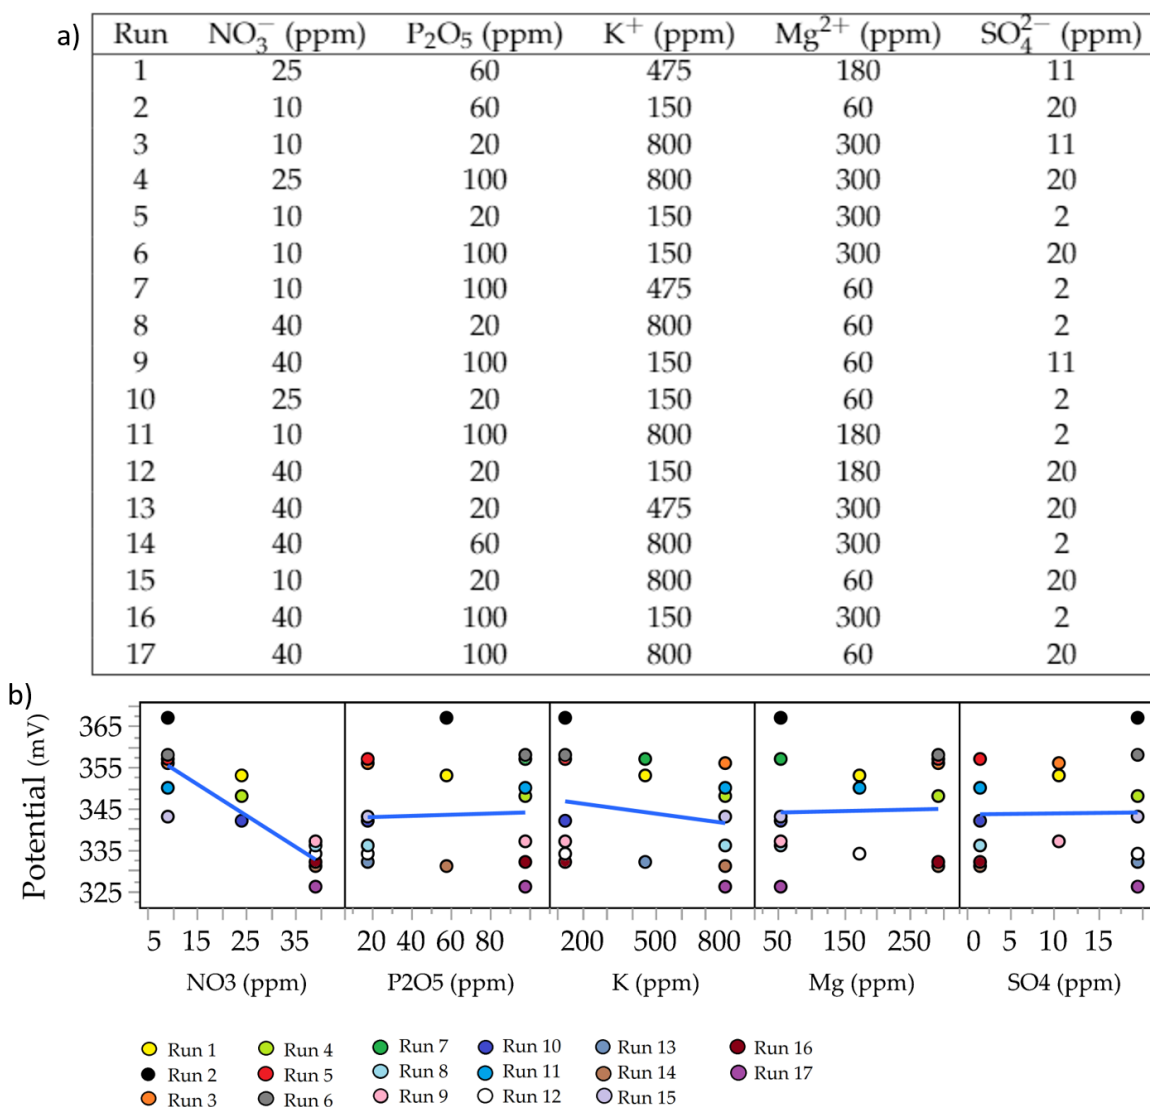 a) Run NO₃⁻ (ppm) P₂O₅ (ppm) K⁺ (ppm) Mg²⁺ (ppm) SO₄²⁻ (ppm)
1 25 60 475 180 11
2 10 60 150 60 20
3 10 20 800 300 11
4 25 100 800 300 20
5 10 20 150 300 2
6 10 100 150 300 20
7 10 100 475 60 2
8 40 20 800 60 2
9 40 100 150 60 11
10 25 20 150 60 2
11 10 100 800 180 2
12 40 20 150 180 20
13 40 20 475 300 20
14 40 60 800 300 2
15 10 20 800 60 20
16 40 100 150 300 2
17 40 100 800 60 20
b)
Potential (mV)
365
355
345
335
325
5 15 25 35 20 40 60 80 200 500 800 50 150 250 0 5 10 15
NO3 (ppm) P2O5 (ppm) K (ppm) Mg (ppm) SO4 (ppm)
Run 1 Run 4 Run 7 Run 10 Run 13 Run 16
Run 2 Run 5 Run 8 Run 11 Run 14 Run 17
Run 3 Run 6 Run 9 Run 12 Run 15